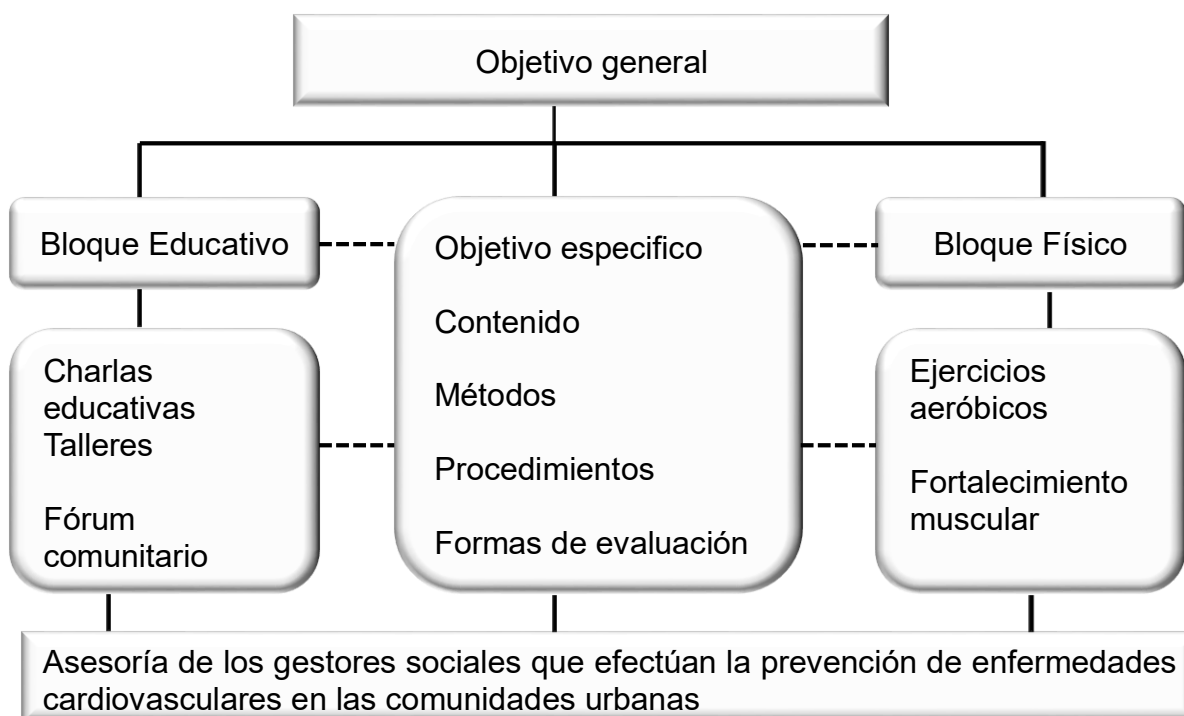 Objetivo general
Bloque Educativo
Objetivo especifico
Contenido
Métodos
Procedimientos
Formas de evaluación
Bloque Físico
Charlas
educativas
Talleres
Fórum
comunitario
Ejercicios
aeróbicos
Fortalecimiento
muscular
Asesoría de los gestores sociales que efectúan la prevención de enfermedades
cardiovasculares en las comunidades urbanas